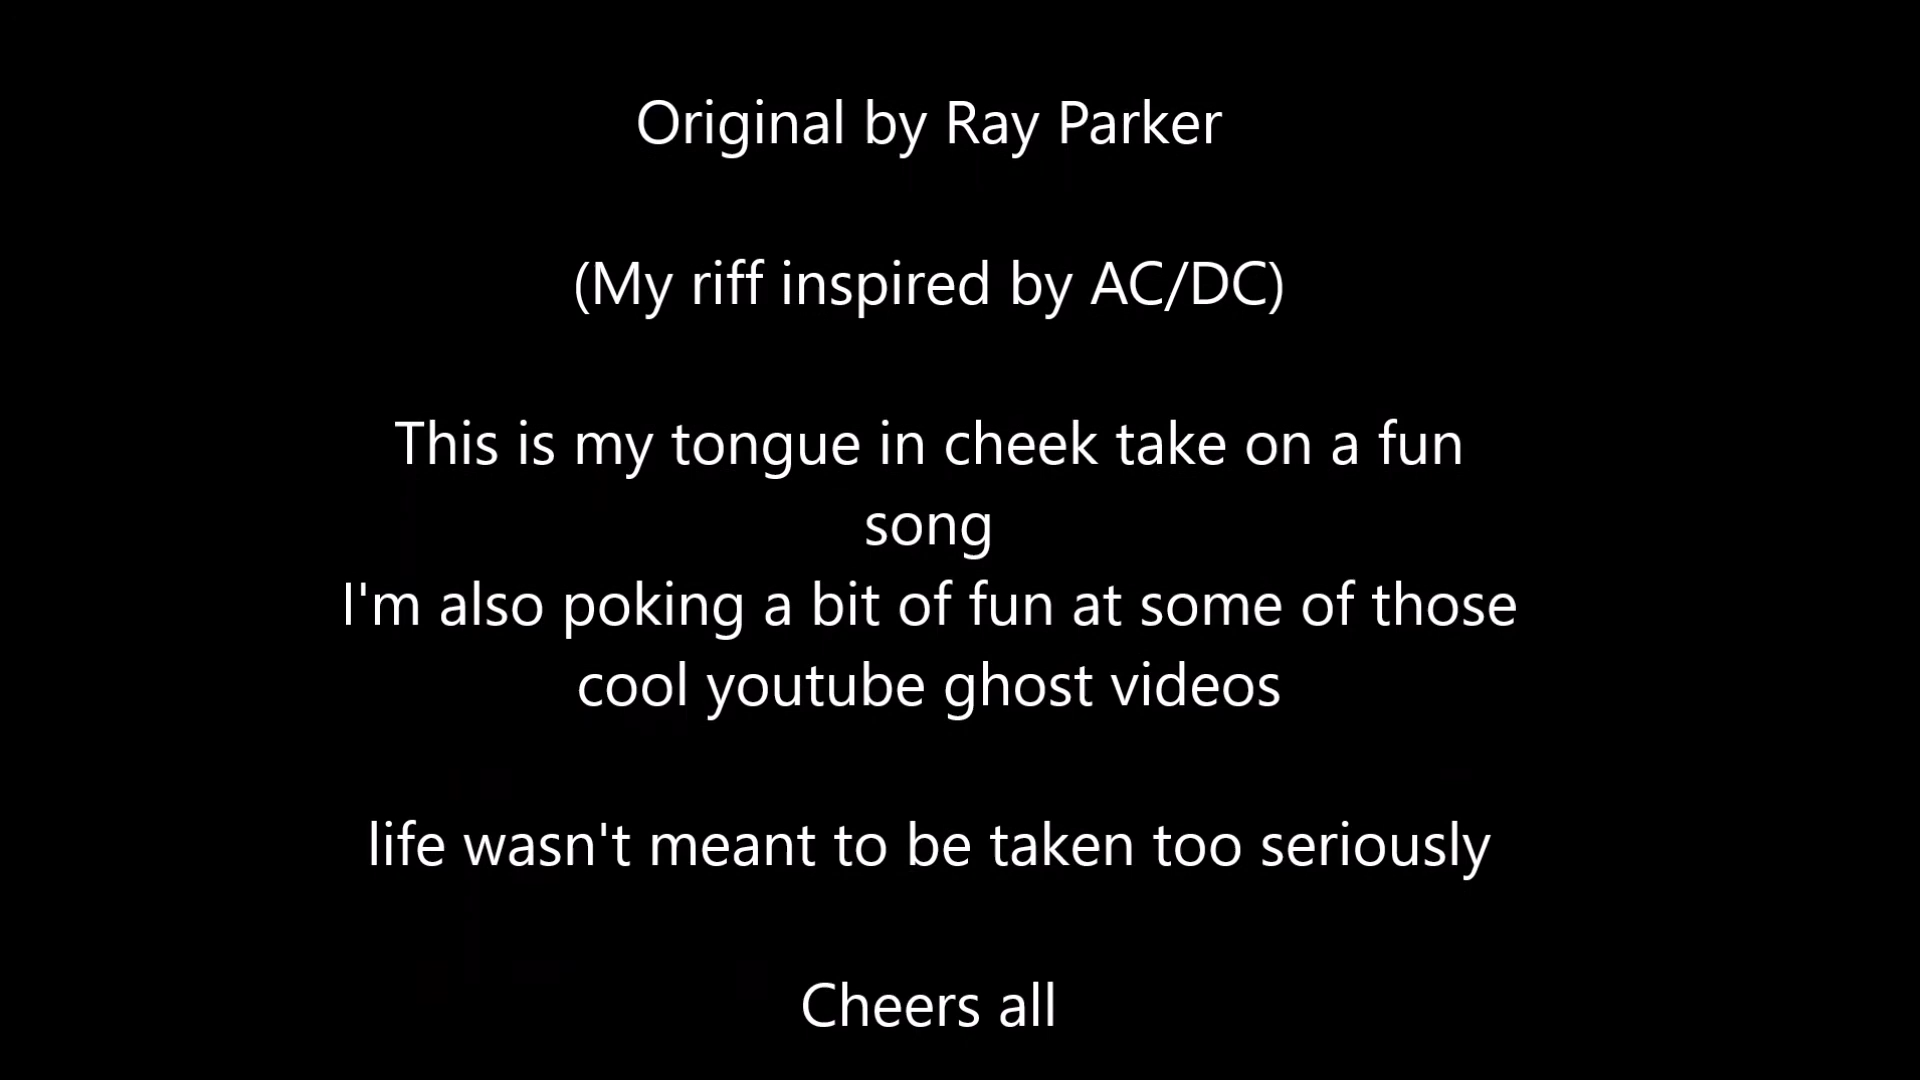 Original by Ray Parker
(My riff inspired by AC/DC)
This is my tongue in cheek take on a fun
song
I'm also poking a bit of fun at some of those
cool youtube ghost videos
life wasn't meant to be taken too seriously
Cheers all